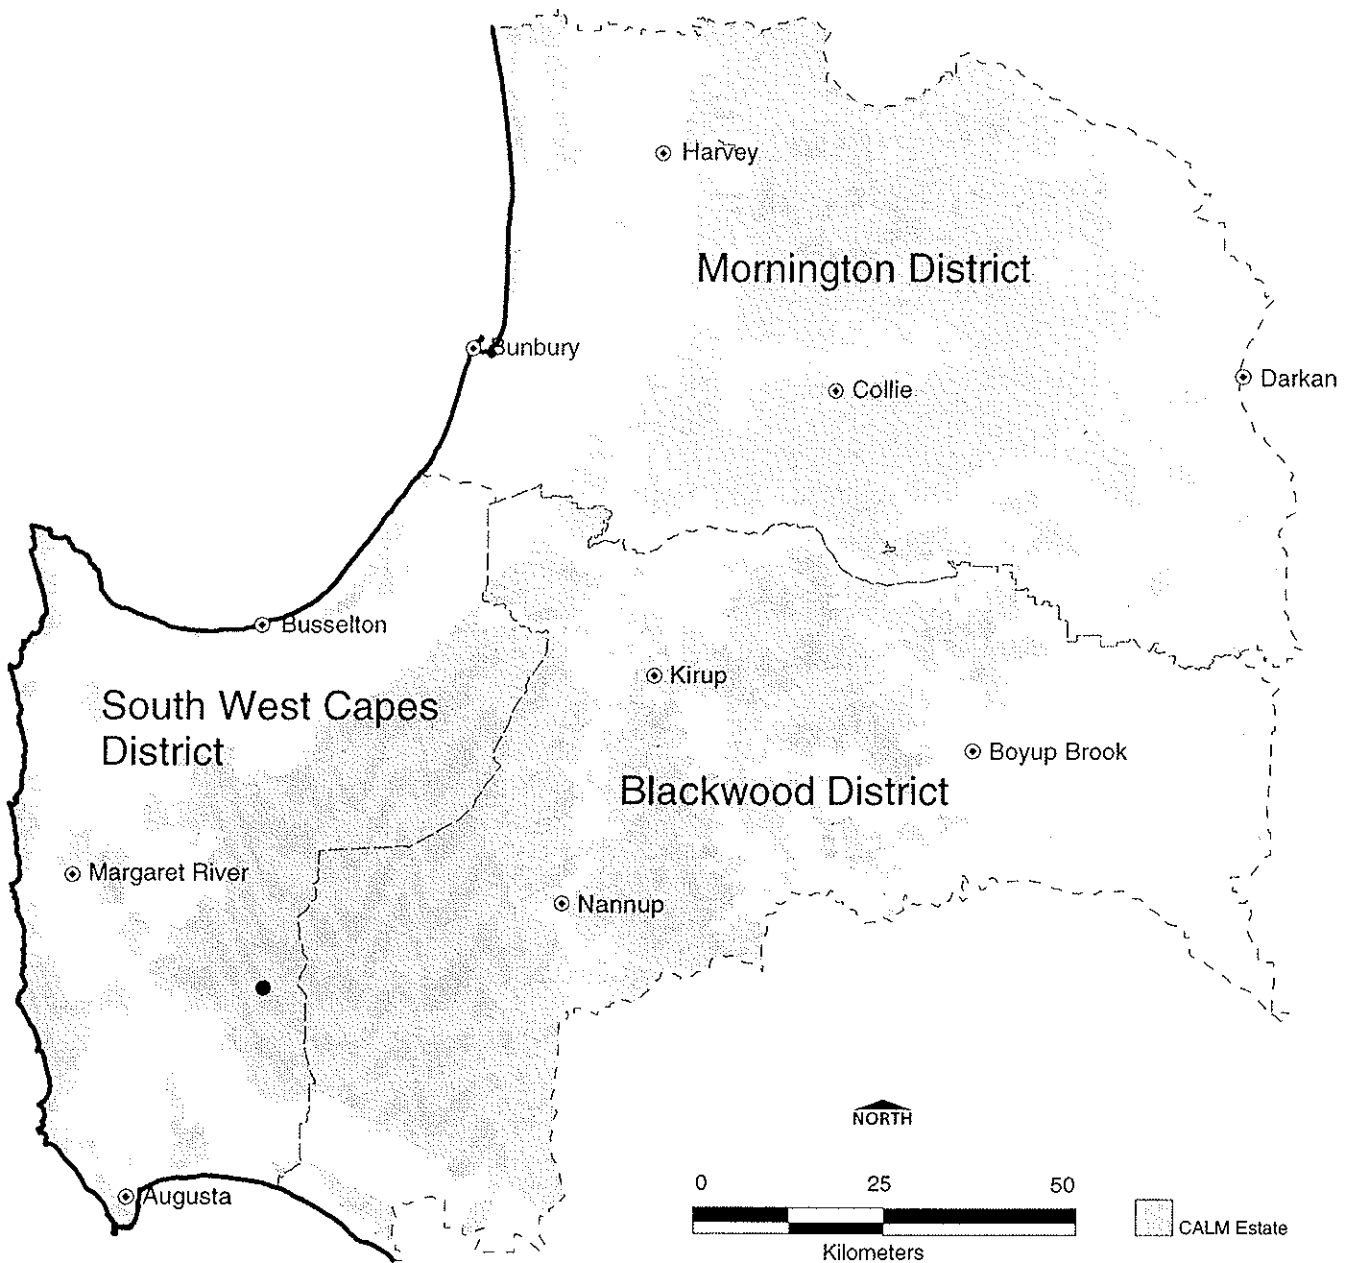 Harvey
Mornington District
Bunbury
Collie
Darkan
Busselton
Kirup
South West Capes
District
Boyup Brook
Blackwood District
Margaret River
Nannup
NORTH
0 25 50
Augusta
CALM Estate
Kilometers